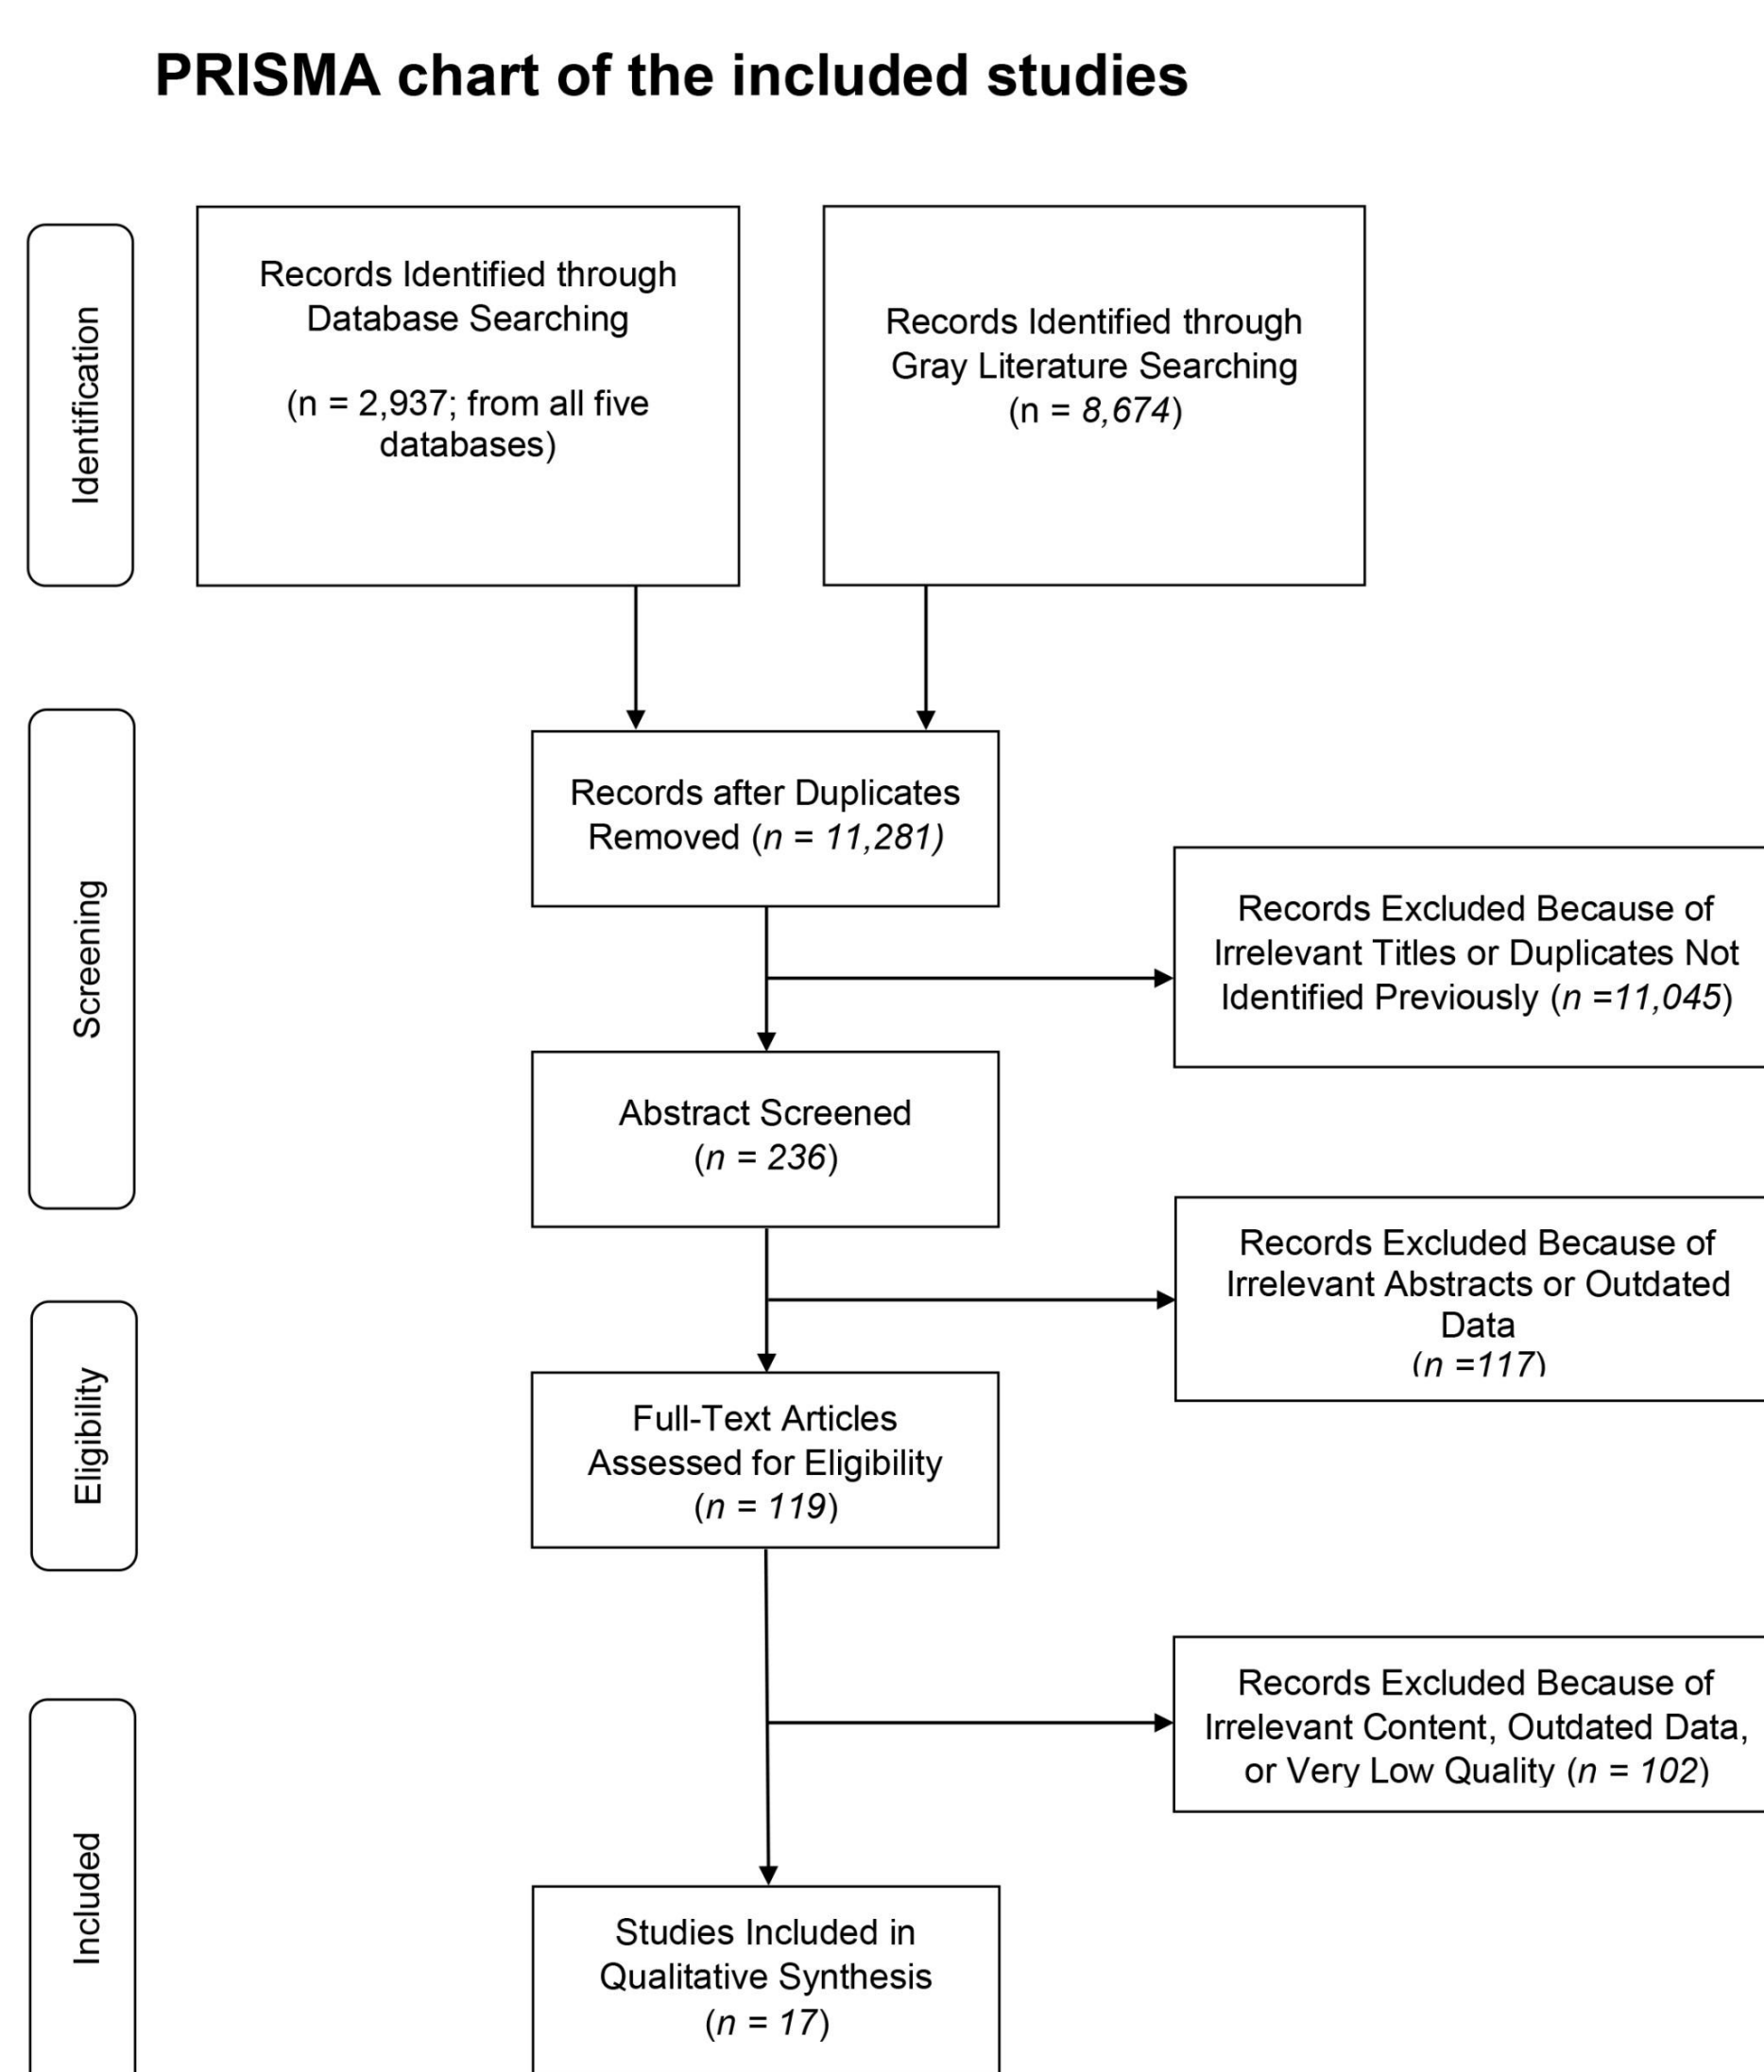 PRISMA chart of the included studies
Identification
Records Identified through
Database Searching
(n = 2,937; from all five
databases)
Records Identified through
Gray Literature Searching
(n = 8,674)
Screening
Records after Duplicates
Removed (n = 11,281)
Records Excluded Because of
Irrelevant Titles or Duplicates Not
Identified Previously (n =11,045)
Abstract Screened
(n = 236)
Records Excluded Because of
Irrelevant Abstracts or Outdated
Data
(n =117)
Eligibility
Full-Text Articles
Assessed for Eligibility
(n = 119)
Records Excluded Because of
Irrelevant Content, Outdated Data,
or Very Low Quality (n = 102)
Included
Studies Included in
Qualitative Synthesis
(n = 17)